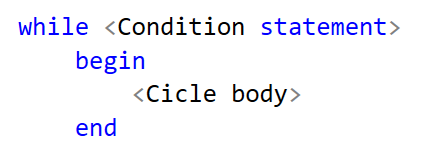 while <Condition statement>
begin
<Cicle body>
end